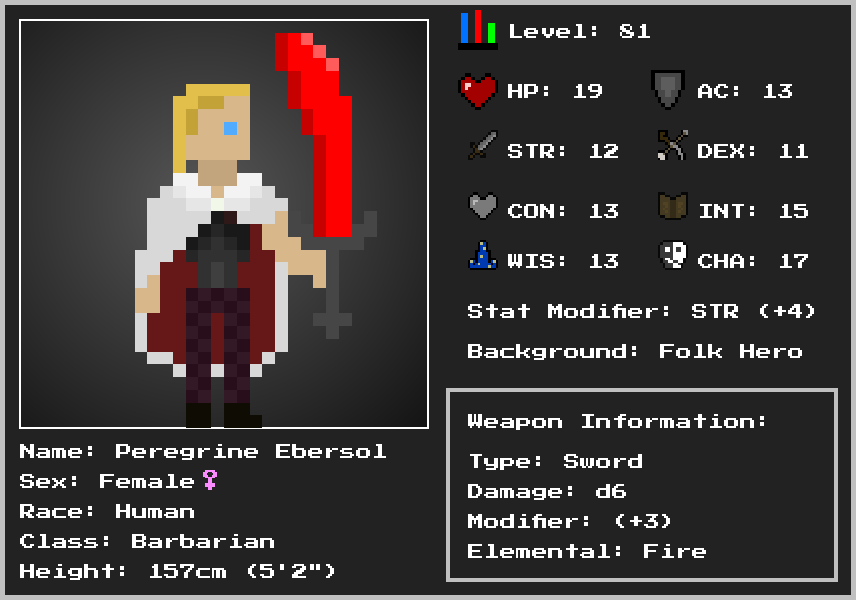 Level: 81
HP: 19
AC: 13
STR: 12
DEX: 11
CON: 13
INT: 15
WIS: 13
CHA: 17
Stat Modifier: STR (+4)
Background: Folk Hero
Weapon Information:
Type: Sword
Damage: d6
Modifier: (+3)
Elemental: Fire
Name: Peregrine Ebersol
Sex: Female♀
Race: Human
Class: Barbarian
Height: 157cm (5'2")